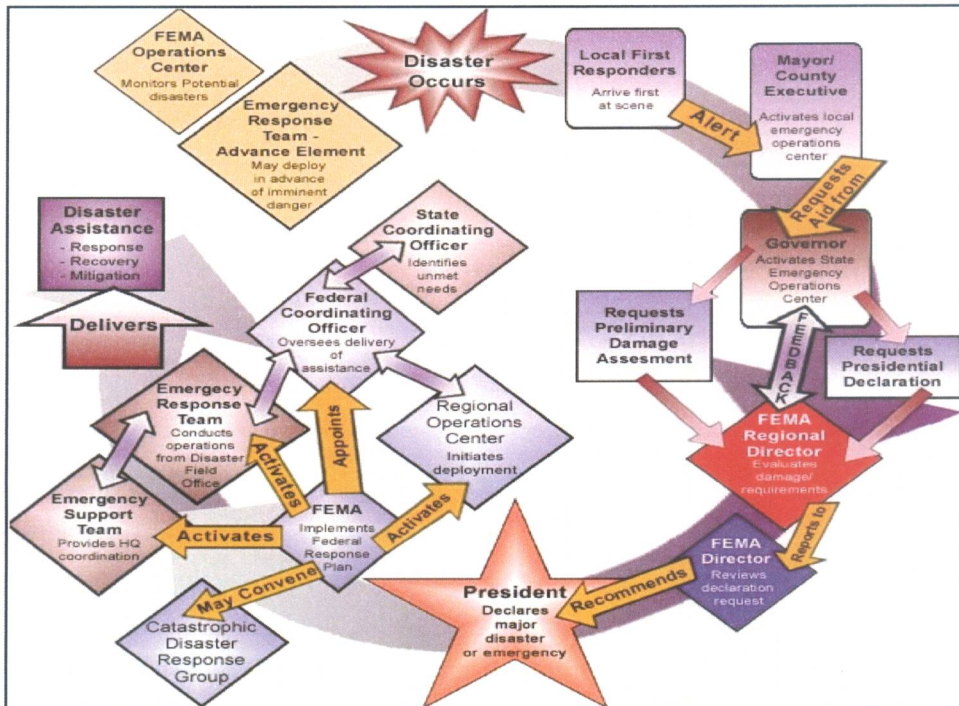 FEMA
Operations
Center
Monitors Potential
disasters
Emergency
Response
Team -
Advance Element
May deploy
in advance
of imminent
danger
Disaster
Occurs
Local First
Responders
Arrive first
at scene
Alert
Mayor/
County
Executive
Activates local
emergency
operations
center
Requests
Aid from
Governor
Activates State
Emergency
Operations
Center
Requests
Preliminary
Damage
Assesment
FEEDBACK
Requests
Presidential
Declaration
FEMA
Regional
Director
Evaluates
damage/
requirements
Reports to
FEMA
Director
Reviews
declaration
request
Recommends
President
Declares
major
disaster
or emergency
FEMA
Implements
Federal
Response
Plan
Appoints
Activates
Activates
Activates
May Convene
Catastrophic
Disaster
Response
Group
Regional
Operations
Center
Initiates
deployment
Federal
Coordinating
Officer
Oversees delivery
of
assistance
State
Coordinating
Officer
Identifies
unmet
needs
Emergecy
Response
Team
Conducts
operations
from Disaster
Field
Office
Emergency
Support
Team
Provides HQ
coordination
Delivers
Disaster
Assistance
- Response
- Recovery
- Mitigation